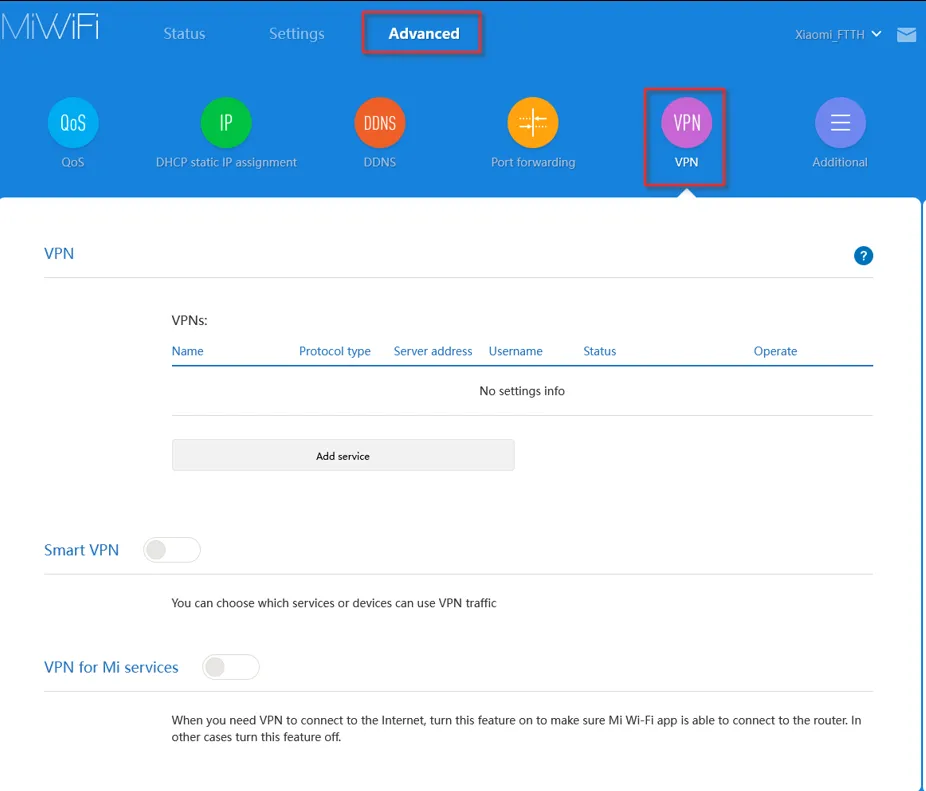 MiWiFi
Status Settings Advanced Xiaomi_FTTH
QoS IP DDNS VPN
QoS DHCP static IP assignment DDNS Port forwarding VPN Additional
VPN ?
VPNs:
Name Protocol type Server address Username Status Operate
No settings info
Add service
Smart VPN
You can choose which services or devices can use VPN traffic
VPN for Mi services
When you need VPN to connect to the Internet, turn this feature on to make sure Mi Wi-Fi app is able to connect to the router. In
other cases turn this feature off.